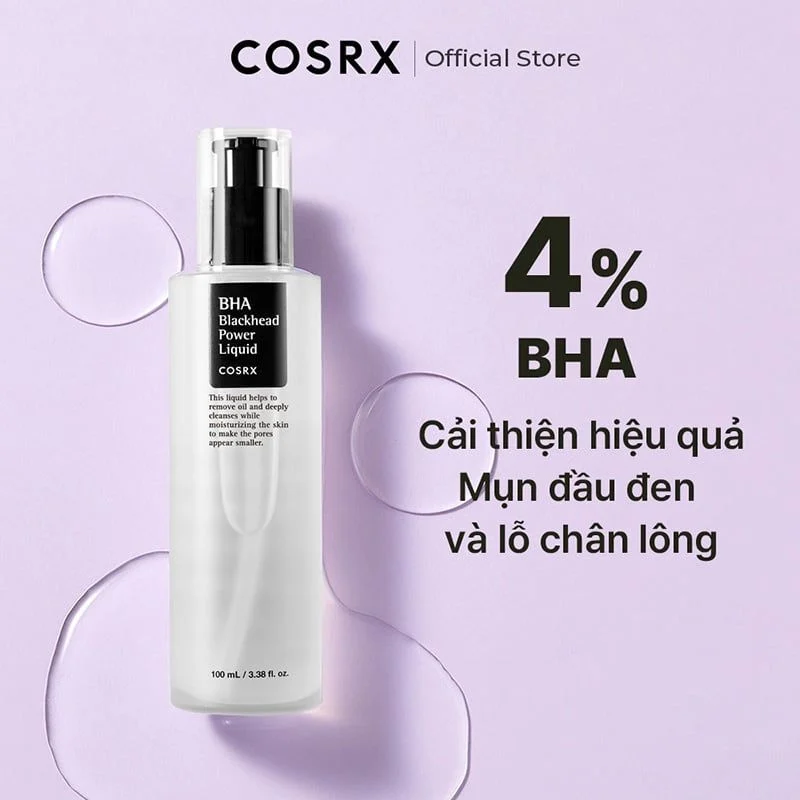 COSRX | Official Store
BHA
Blackhead
Power
Liquid
COSRX
This liquid helps to
remove oil and deeply
cleanses while
moisturizing the skin
to make the pores
appear smaller.
100 mL / 3.38 fl. oz.
4%
BHA
Cải thiện hiệu quả
Mụn đầu đen
và lỗ chân lông